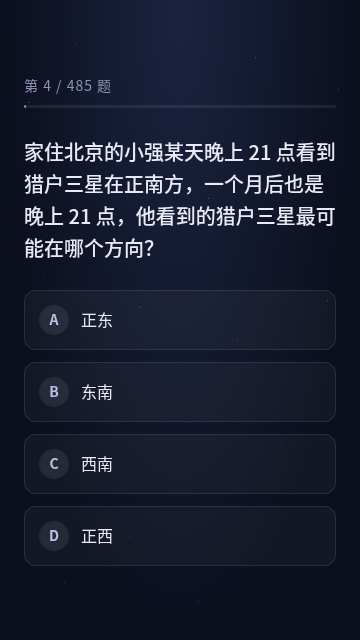 第 4 / 485 题
家住北京的小强某天晚上 21 点看到
猎户三星在正南方，一个月后也是
晚上 21 点，他看到的猎户三星最可
能在哪个方向？
A 正东
B 东南
C 西南
D 正西